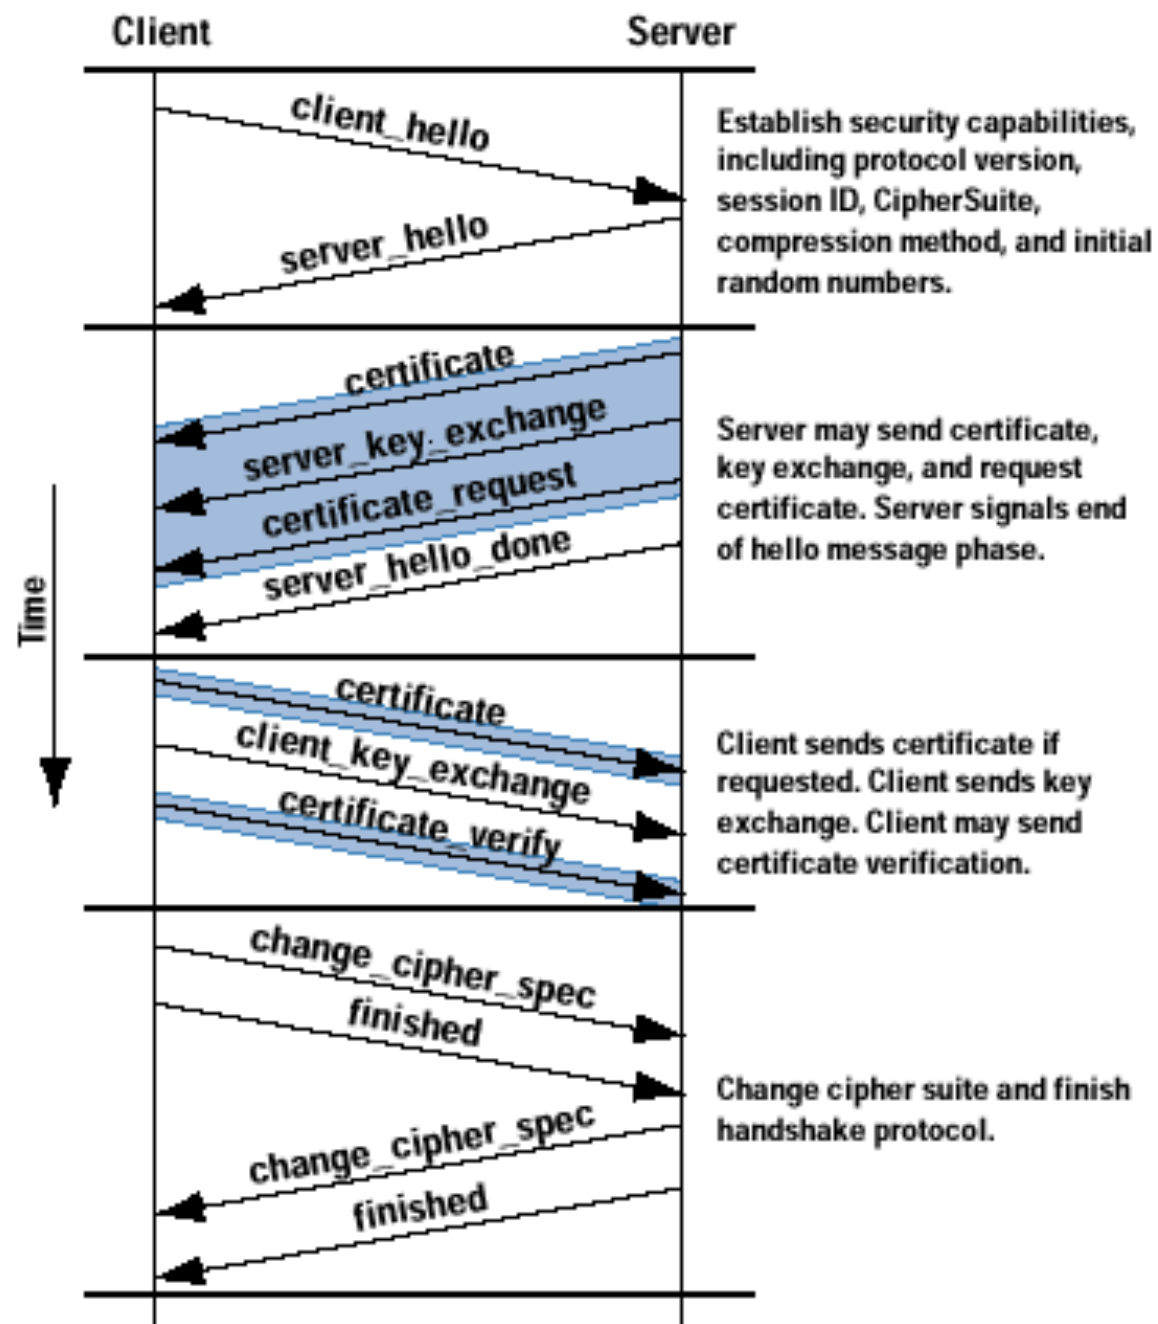 Client
Server
client_hello
server_hello
Establish security capabilities,
including protocol version,
session ID, CipherSuite,
compression method, and initial
random numbers.
certificate
server_key_exchange
certificate_request
server_hello_done
Server may send certificate,
key exchange, and request
certificate. Server signals end
of hello message phase.
Time
certificate
client_key_exchange
certificate_verify
Client sends certificate if
requested. Client sends key
exchange. Client may send
certificate verification.
change_cipher_spec
finished
change_cipher_spec
finished
Change cipher suite and finish
handshake protocol.